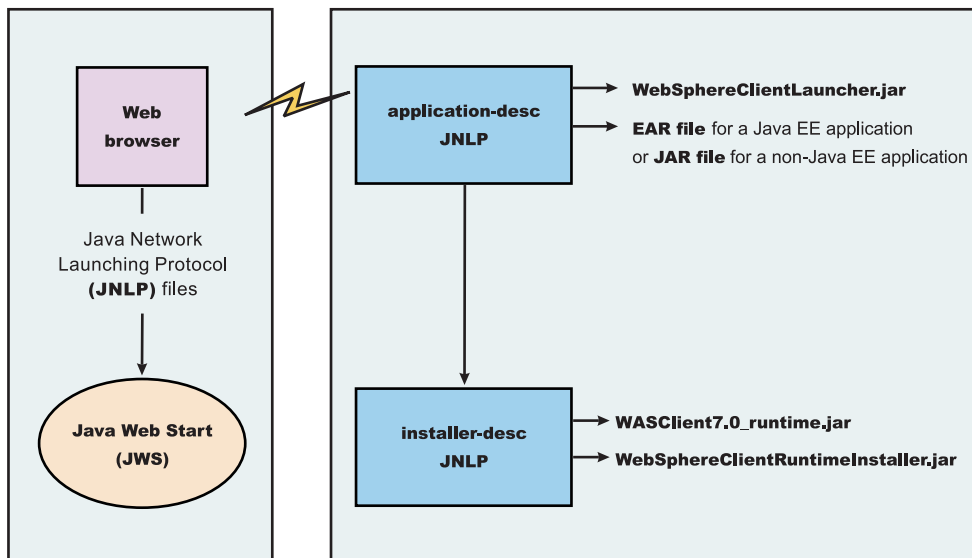 Web
browser
Java Network
Launching Protocol
(JNLP) files
Java Web Start
(JWS)
application-desc
JNLP
WebSphereClientLauncher.jar
EAR file for a Java EE application
or JAR file for a non-Java EE application
installer-desc
JNLP
WASClient7.0_runtime.jar
WebSphereClientRuntimeInstaller.jar